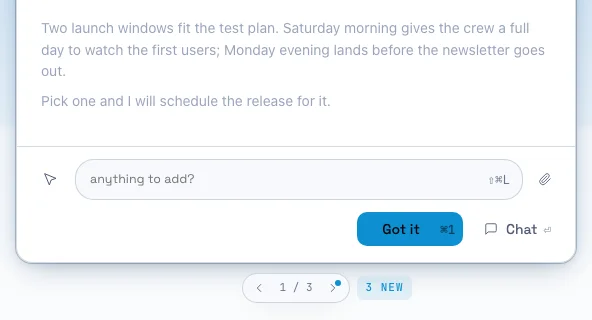 Two launch windows fit the test plan. Saturday morning gives the crew a full
day to watch the first users; Monday evening lands before the newsletter goes
out.
Pick one and I will schedule the release for it.
anything to add? ⇧⌘L
Got it ⌘1 Chat ⏎
1 / 3 3 NEW